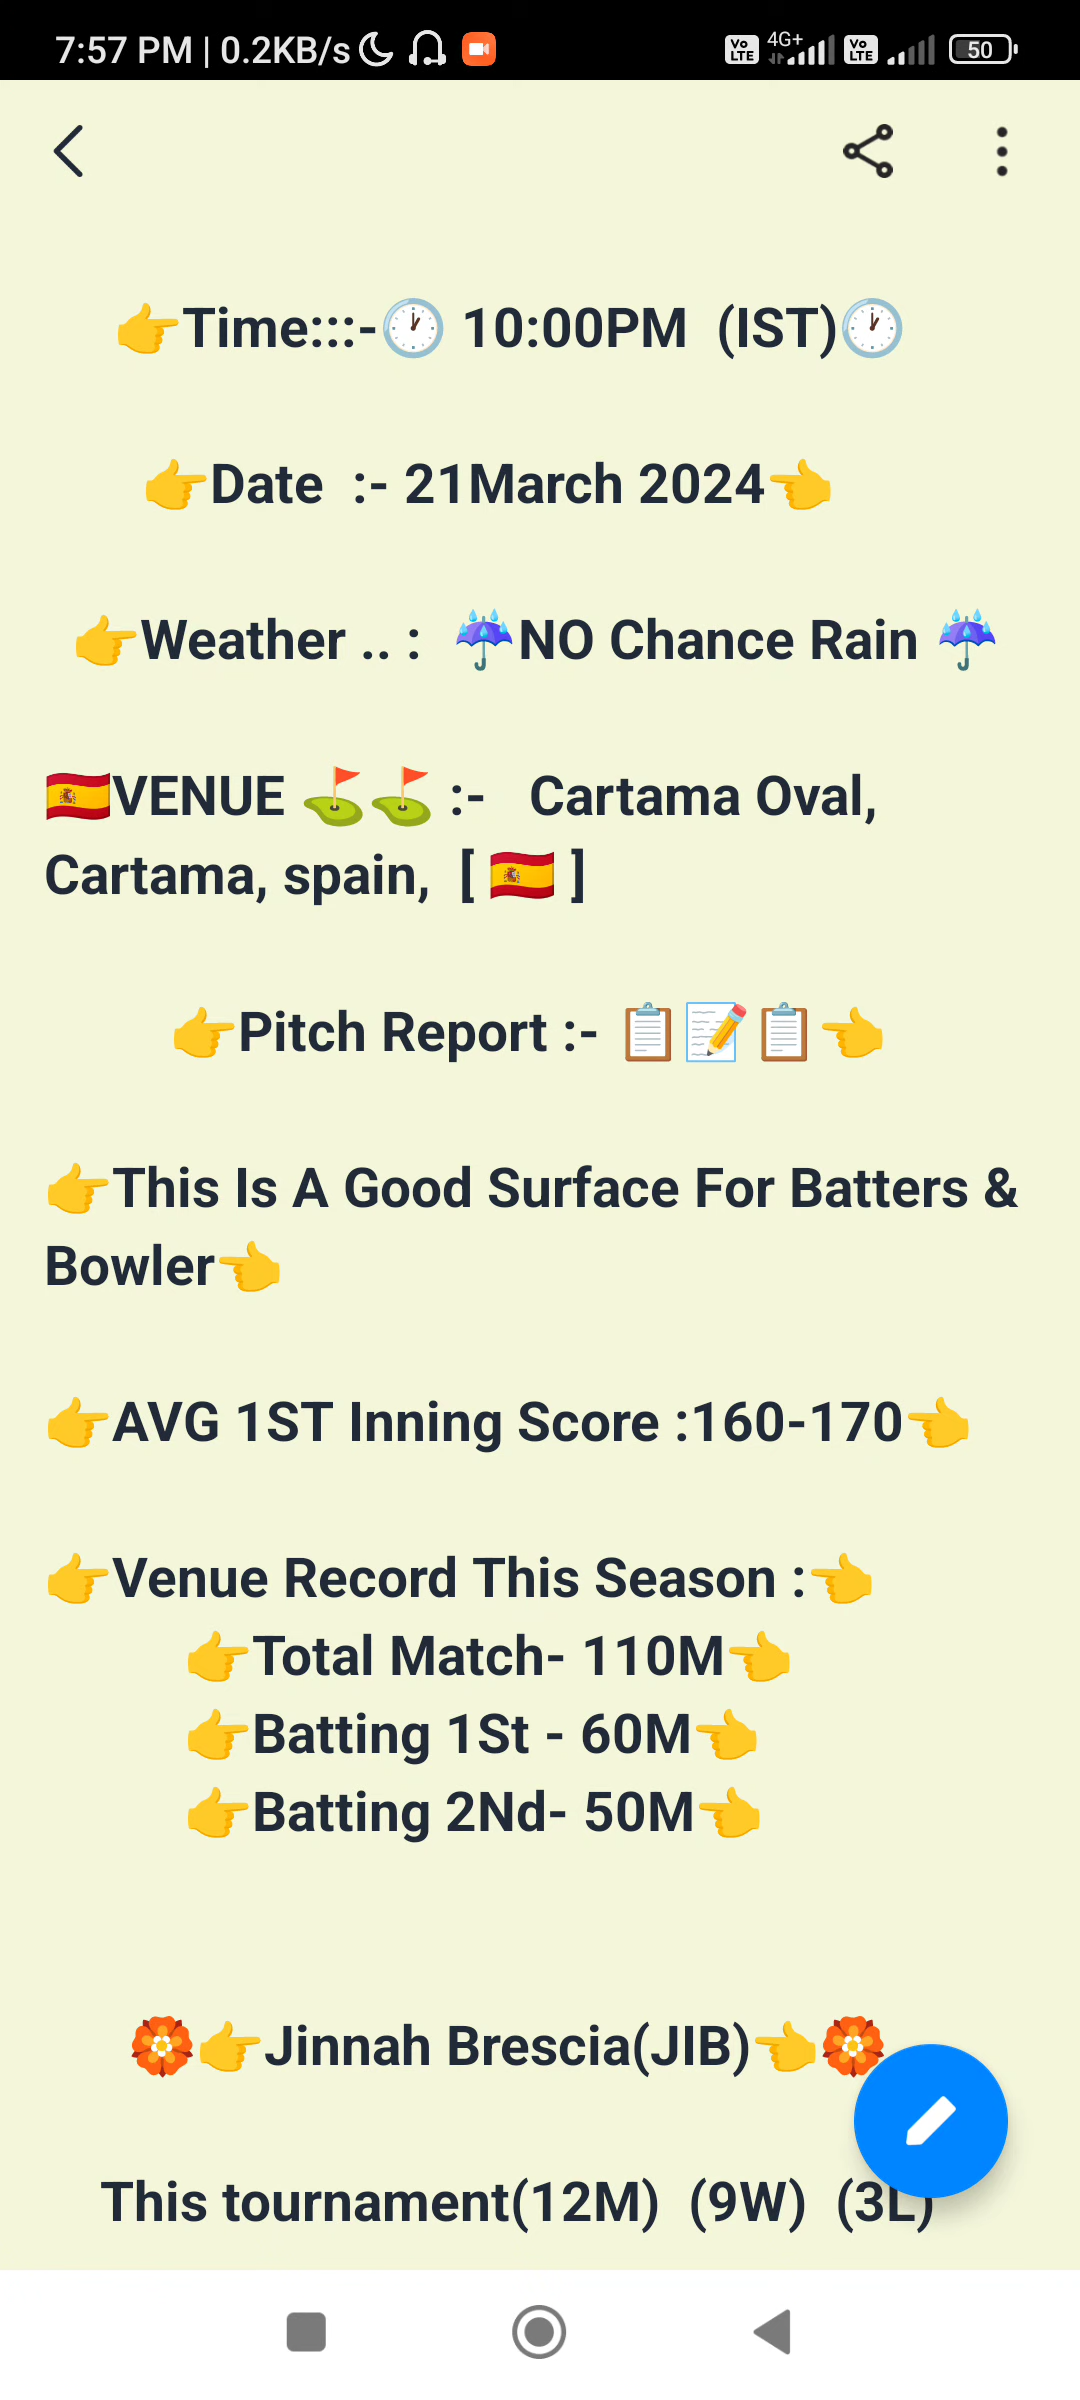 7:57 PM | 0.2KB/s 4G+ 50
👉Time:::-🕐 10:00PM (IST)🕐
👉Date :- 21March 2024👈
👉Weather .. : ☔NO Chance Rain ☔
🇪🇸VENUE ⛳⛳ :- Cartama Oval,
Cartama, spain, [ 🇪🇸 ]
👉Pitch Report :- 📋📝📋👈
👉This Is A Good Surface For Batters &
Bowler👈
👉AVG 1ST Inning Score :160-170👈
👉Venue Record This Season :👈
👉Total Match- 110M👈
👉Batting 1St - 60M👈
👉Batting 2Nd- 50M👈
🏵️👉Jinnah Brescia(JIB)👈🏵️
This tournament(12M) (9W) (3L)